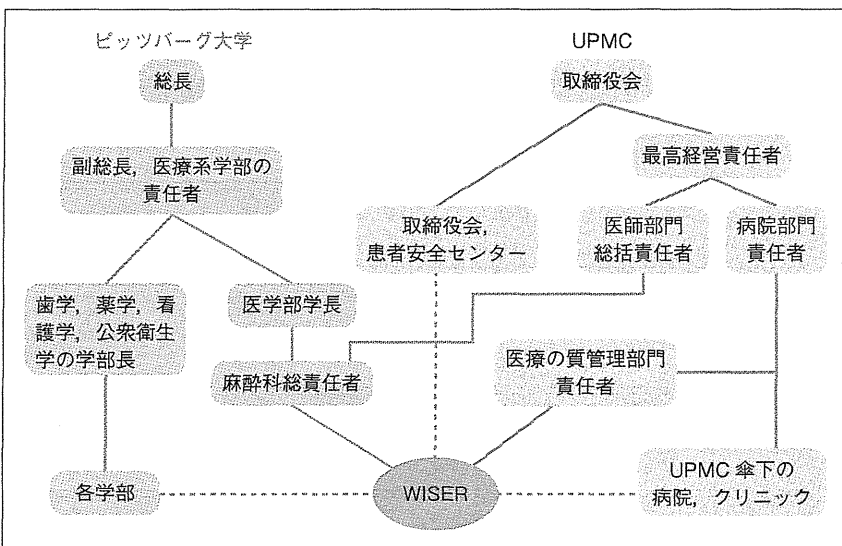 ピッツバーグ大学
UPMC
総長
取締役会
最高経営責任者
副総長，医療系学部の
責任者
取締役会，
患者安全センター
医師部門
総括責任者
病院部門
責任者
歯学，薬学，看
護学，公衆衛生
学の学部長
医学部学長
麻酔科総責任者
医療の質管理部門
責任者
各学部
WISER
UPMC 傘下の
病院，クリニック